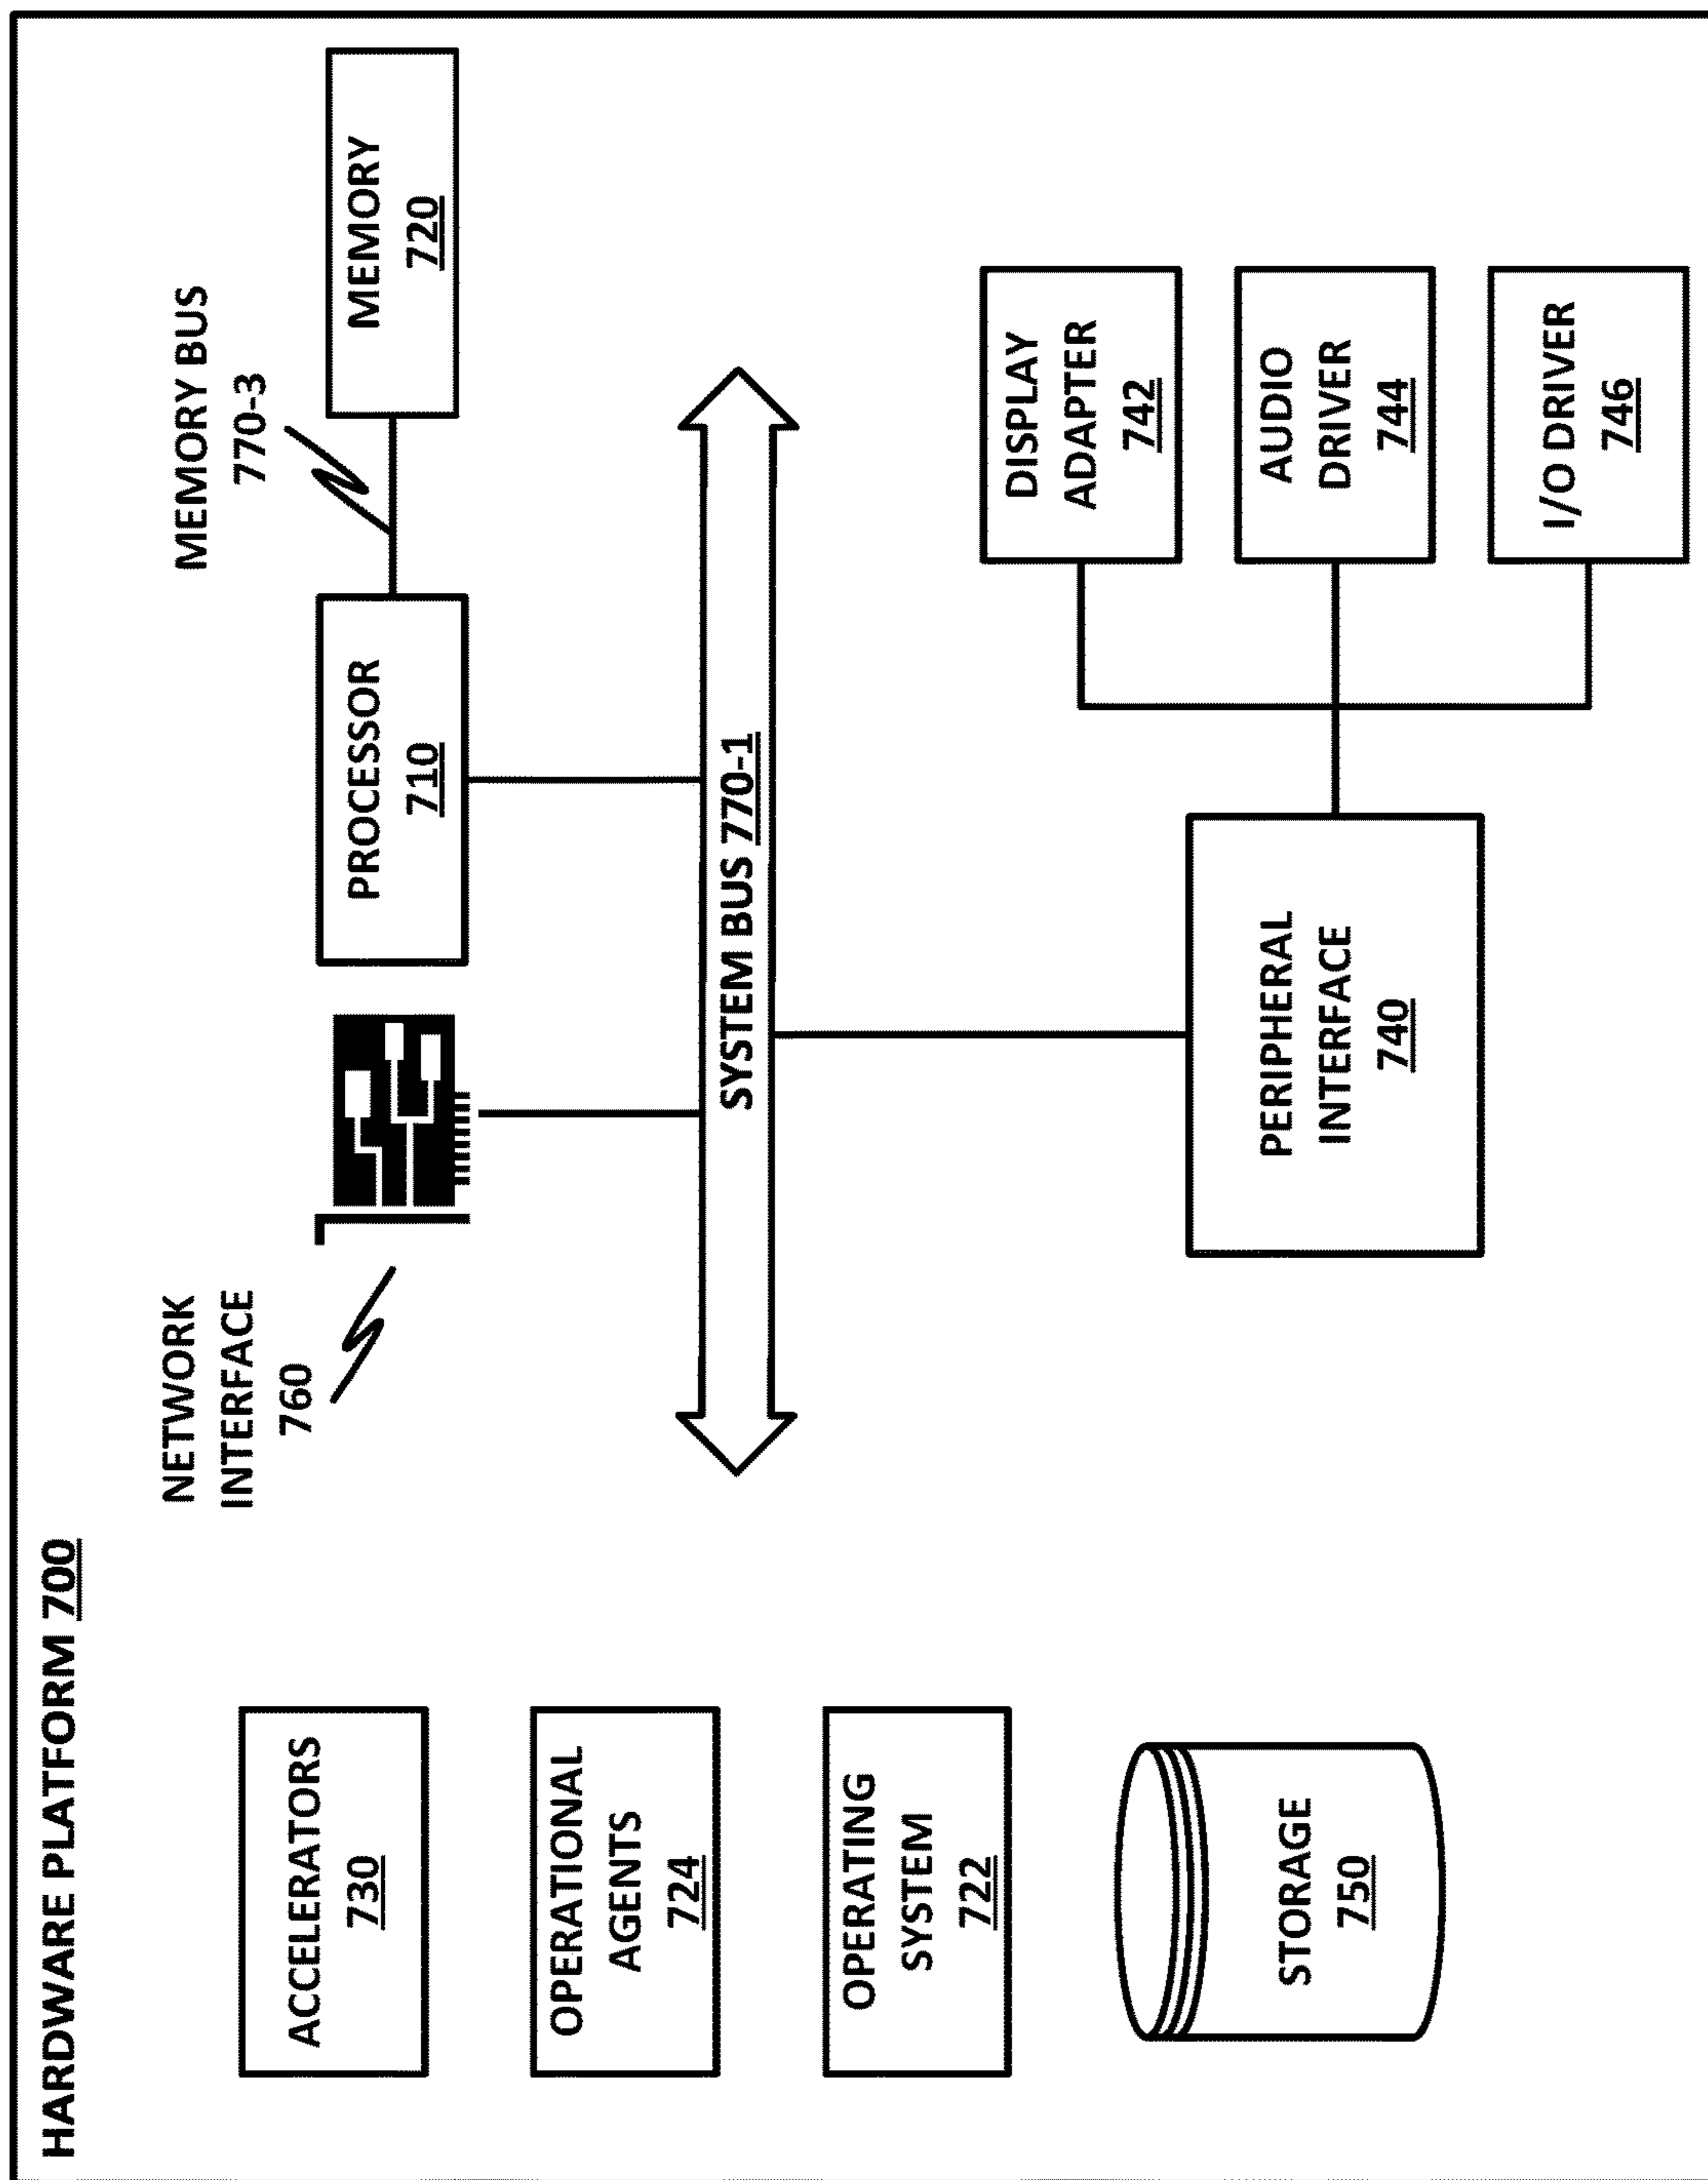 HARDWARE PLATFORM 700
ACCELERATORS
730
OPERATIONAL
AGENTS
724
OPERATING
SYSTEM
722
STORAGE
750
NETWORK
INTERFACE
760
PROCESSOR
710
MEMORY BUS
770-3
MEMORY
720
SYSTEM BUS 770-1
PERIPHERAL
INTERFACE
740
DISPLAY
ADAPTER
742
AUDIO
DRIVER
744
I/O DRIVER
746